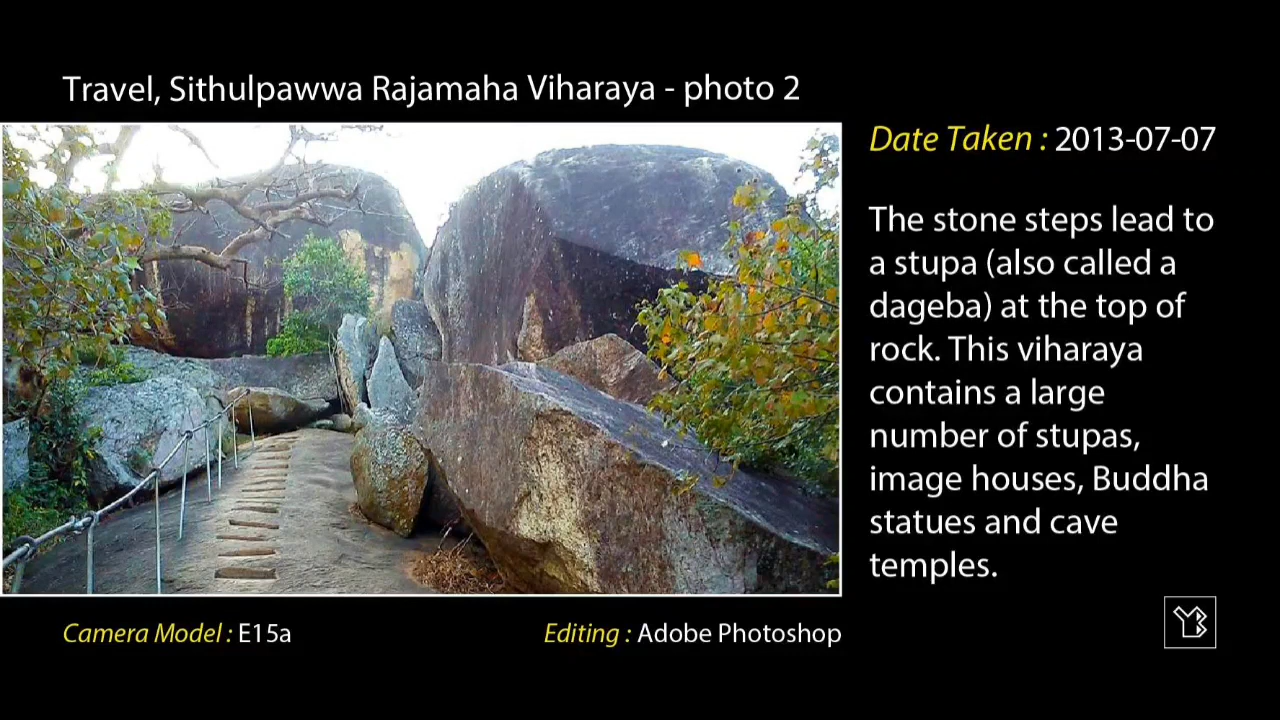 Travel, Sithulpawwa Rajamaha Viharaya - photo 2
Date Taken : 2013-07-07
The stone steps lead to
a stupa (also called a
dageba) at the top of
rock. This viharaya
contains a large
number of stupas,
image houses, Buddha
statues and cave
temples.
Camera Model : E15a
Editing : Adobe Photoshop